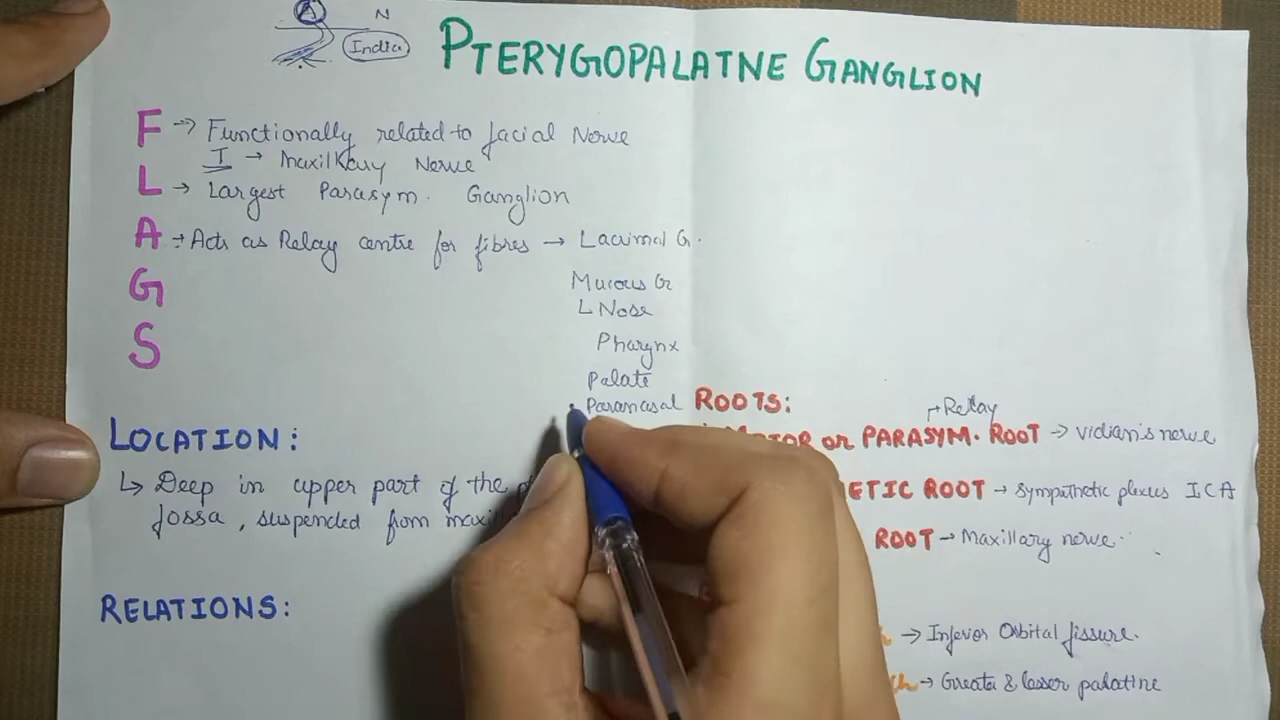 A
N
India
PTERYGOPALATNE GANGLION
F → Functionally related to facial Nerve
I → Maxillary Nerve
L → Largest Parasym. Ganglion
A → Acts as Relay centre for fibres → Lacrimal G.
G
S
Mucous Gr
Nose
Pharynx
Palate
Paranasal
LOCATION:
↳ Deep in upper part of the
fossa, suspended from
RELATIONS:
ROOTS:
Relay
or PARASYM. ROOT → vidian's nerve
ROOT → Sympathetic plexus ICA
ROOT → Maxillary nerve
→ Inferior Orbital fissure.
→ Greater & lesser palatine